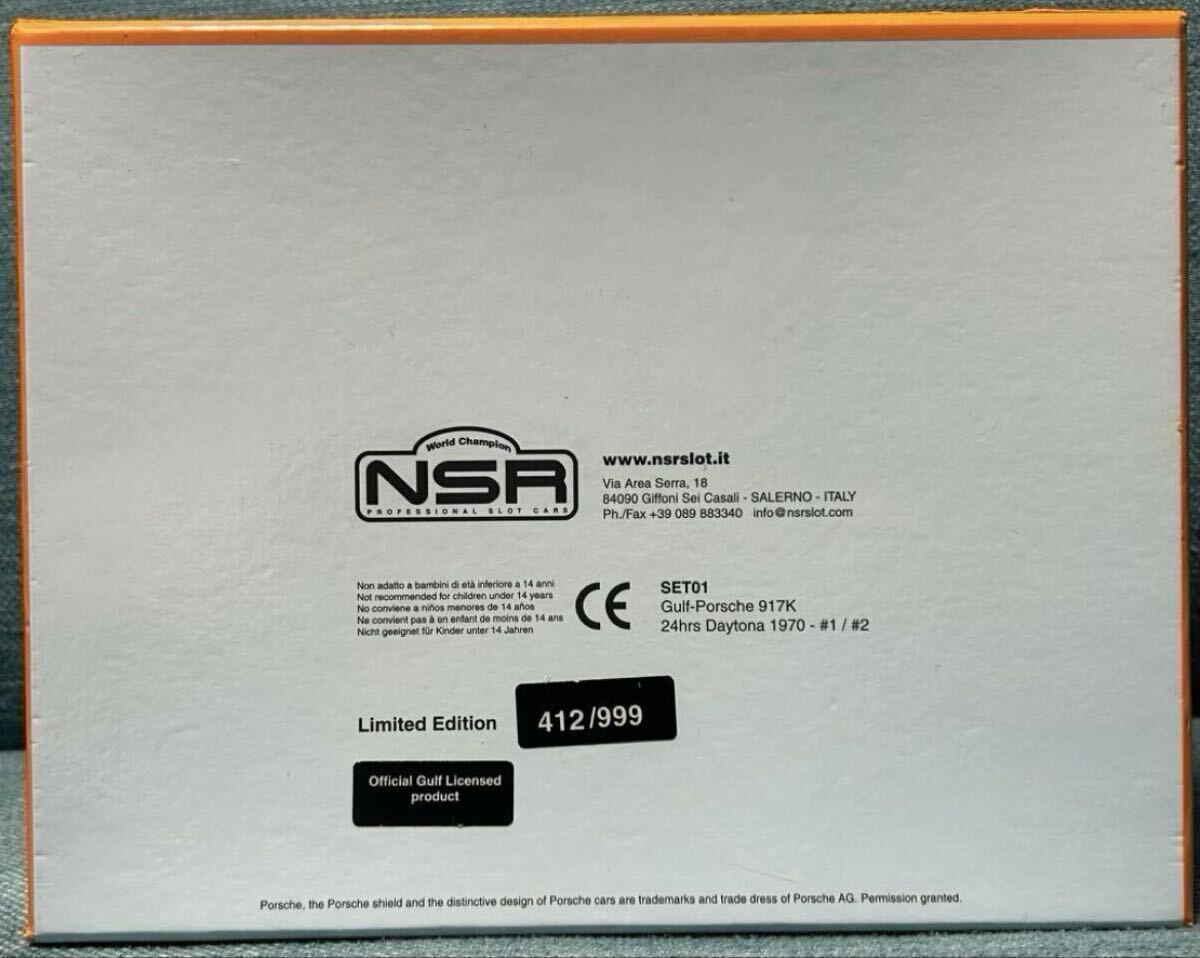 World Champion
NSR
PROFESSIONAL SLOT CARS
www.nsrslot.it
Via Area Serra, 18
84090 Giffoni Sei Casali - SALERNO - ITALY
Ph./Fax +39 089 883340 info@nsrslot.com
Non adatto a bambini di età inferiore a 14 anni
Not recommended for children under 14 years
No conviene a niños menores de 14 años
Ne convient pas à on enfant de moins de 14 ans
Nicht geeignet für Kinder unter 14 Jahren
CE
SET01
Gulf-Porsche 917K
24hrs Daytona 1970 - #1 / #2
Limited Edition
412/999
Official Gulf Licensed
product
Porsche, the Porsche shield and the distinctive design of Porsche cars are trademarks and trade dress of Porsche AG. Permission granted.